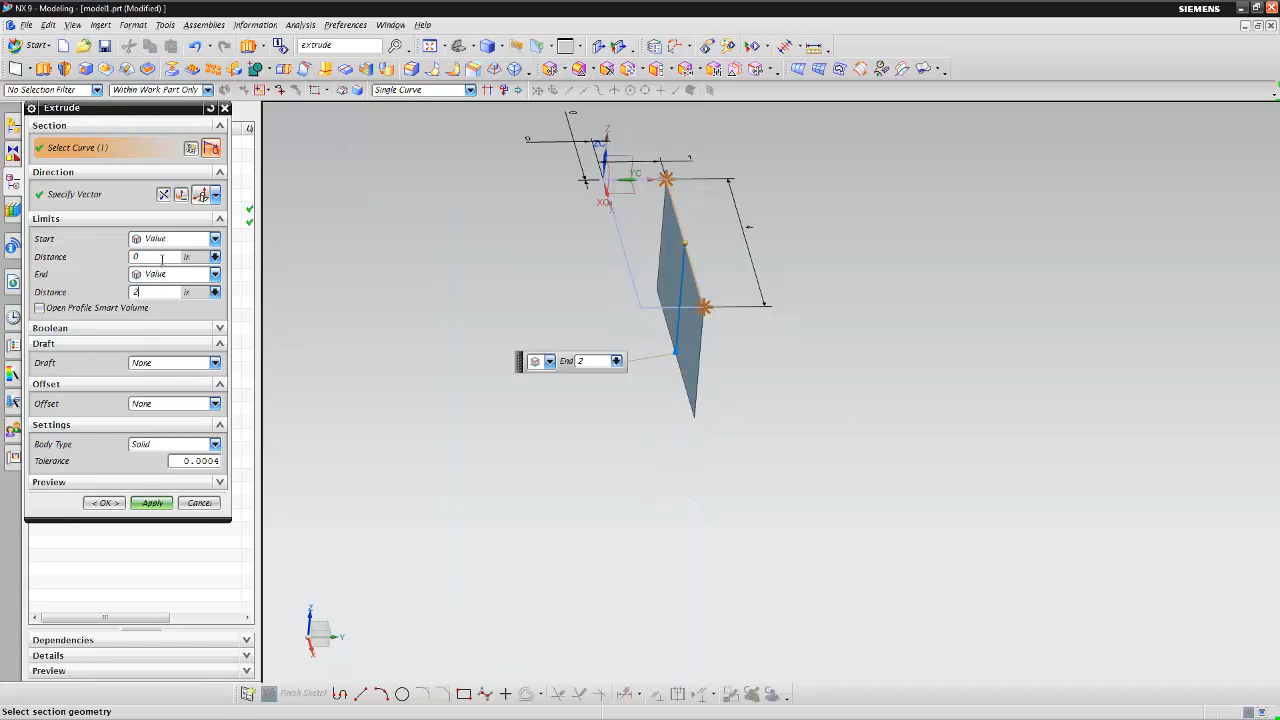 NX 9 - Modeling - [model1.prt (Modified) ]
SIEMENS
File Edit View Insert Format Tools Assemblies Information Analysis Preferences Window Help
Start extrude
No Selection Filter Within Work Part Only Single Curve
Extrude
Section
Select Curve (1)
Direction
Specify Vector
Limits
Start Value
Distance 0 in
End Value
Distance 2 in
Open Profile Smart Volume
Boolean
Draft
Draft None
Offset
Offset None
Settings
Body Type Solid
Tolerance 0.0004
Preview
< OK > Apply Cancel
Z
ZC
YC
XC
X
End 2
Z
Y
X
Dependencies
Details
Preview
Finish Sketch
Select section geometry